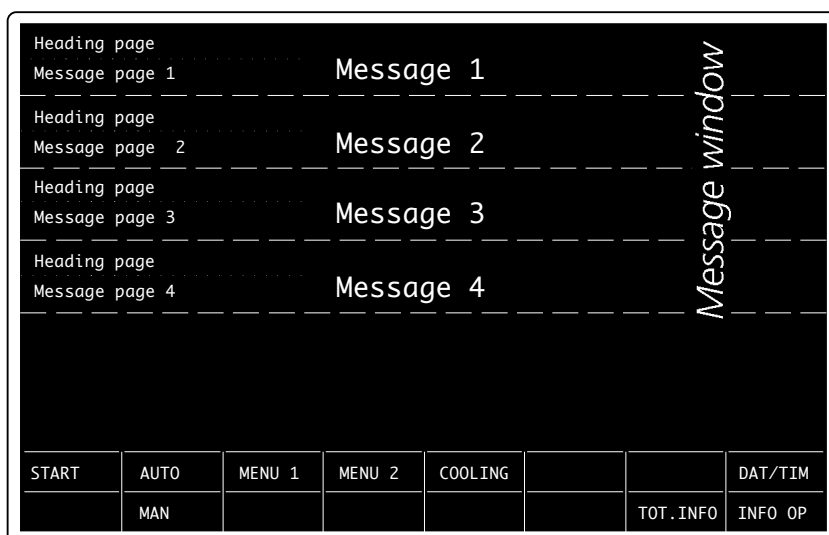 Heading page
Message page 1
Message 1
Heading page
Message page 2
Message 2
Heading page
Message page 3
Message 3
Heading page
Message page 4
Message 4
Message window
START AUTO MENU 1 MENU 2 COOLING DAT/TIM
MAN TOT.INFO INFO OP